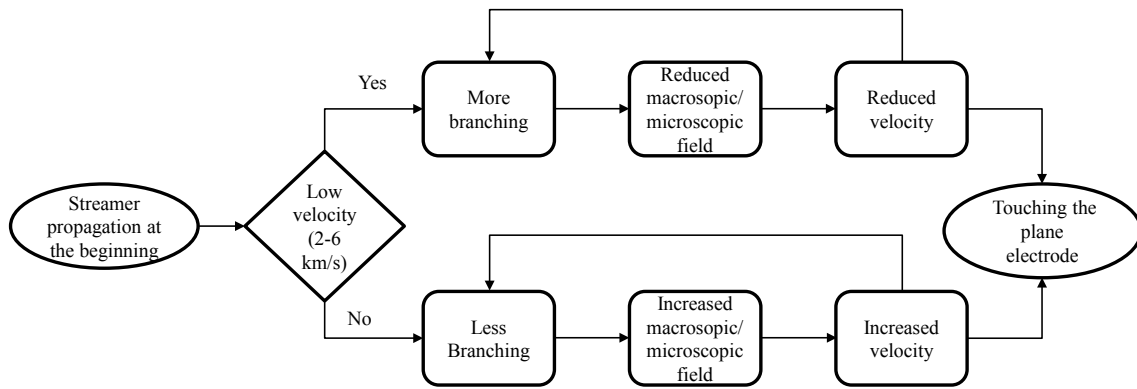 Streamer
propagation at
the beginning
Low
velocity
(2-6
km/s)
Yes
More
branching
Reduced
macrosopic/
microscopic
field
Reduced
velocity
No
Less
Branching
Increased
macrosopic/
microscopic
field
Increased
velocity
Touching the
plane
electrode